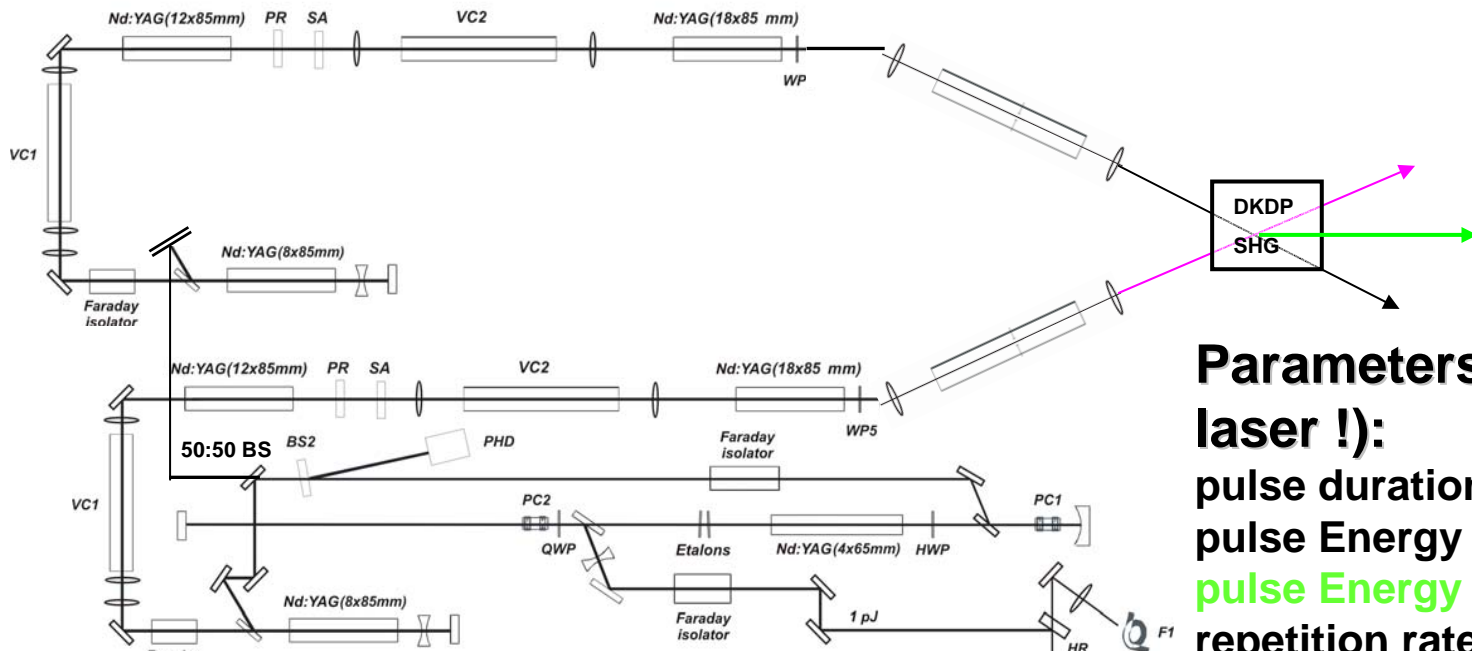 Nd:YAG(12x85mm) PR SA VC2 Nd:YAG(18x85 mm)
WP
VC1
DKDP
SHG
Nd:YAG(8x85mm)
Faraday
isolator
Nd:YAG(12x85mm) PR SA VC2 Nd:YAG(18x85 mm)
WP5
50:50 BS BS2 PHD Faraday
isolator
VC1
PC2 PC1
QWP Etalons Nd:YAG(4x65mm) HWP
Nd:YAG(8x85mm)
Faraday
isolator
1 pJ
F1
HR
Parameters
laser !):
pulse duration
pulse Energy
pulse Energy
repetition rate